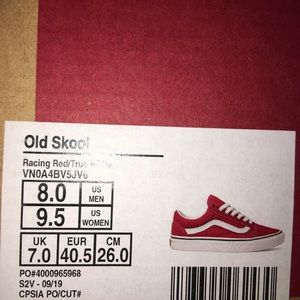 Old Skool
Racing Red/True
VN0A4BV5JV6
8.0 US MEN
9.5 US WOMEN
UK EUR CM
7.0 40.5 26.0
PO#4000965968
S2V - 09/19
CPSIA PO/CUT#